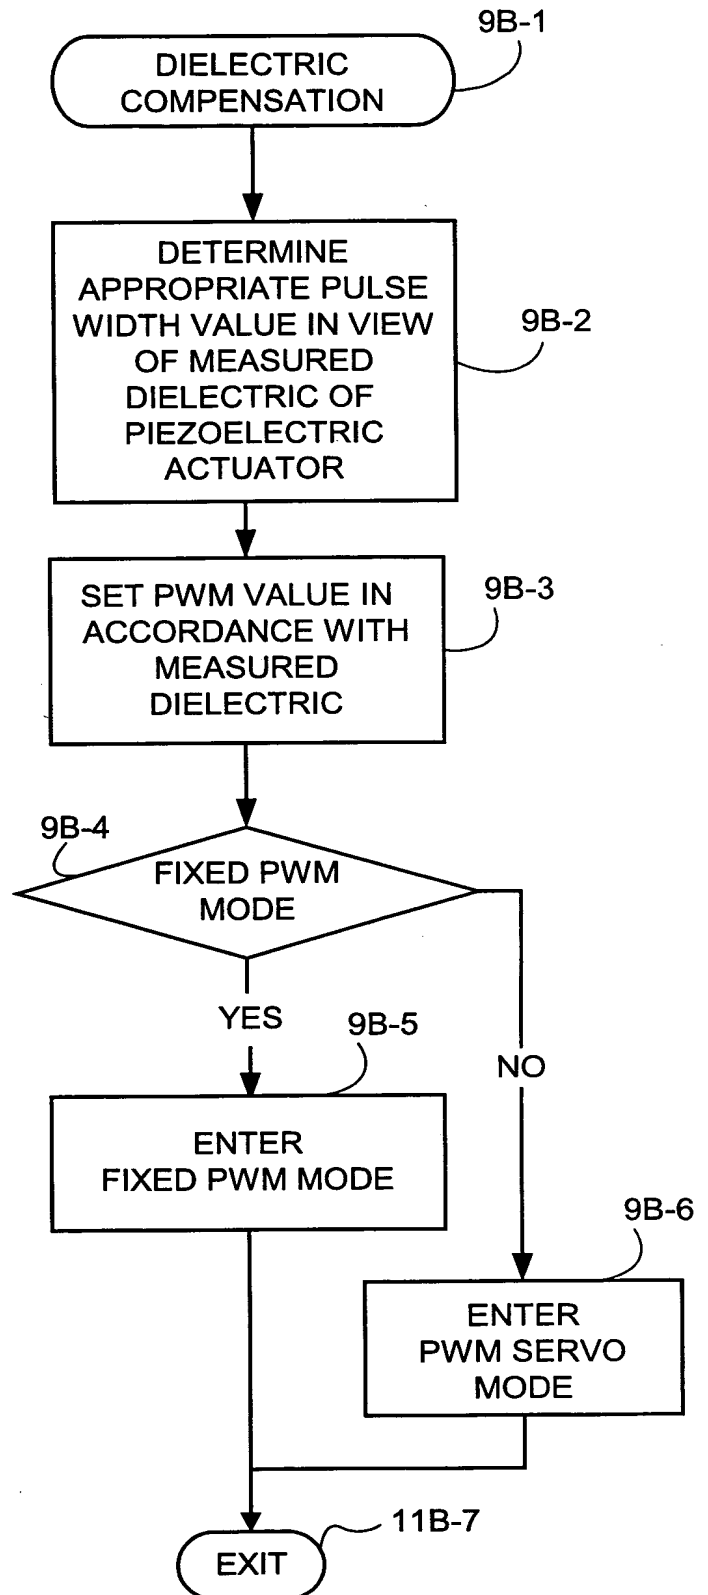 9B-1
DIELECTRIC
COMPENSATION
DETERMINE
APPROPRIATE PULSE
WIDTH VALUE IN VIEW
OF MEASURED
DIELECTRIC OF
PIEZOELECTRIC
ACTUATOR
9B-2
SET PWM VALUE IN
ACCORDANCE WITH
MEASURED
DIELECTRIC
9B-3
9B-4
FIXED PWM
MODE
YES
NO
9B-5
ENTER
FIXED PWM MODE
9B-6
ENTER
PWM SERVO
MODE
EXIT
11B-7